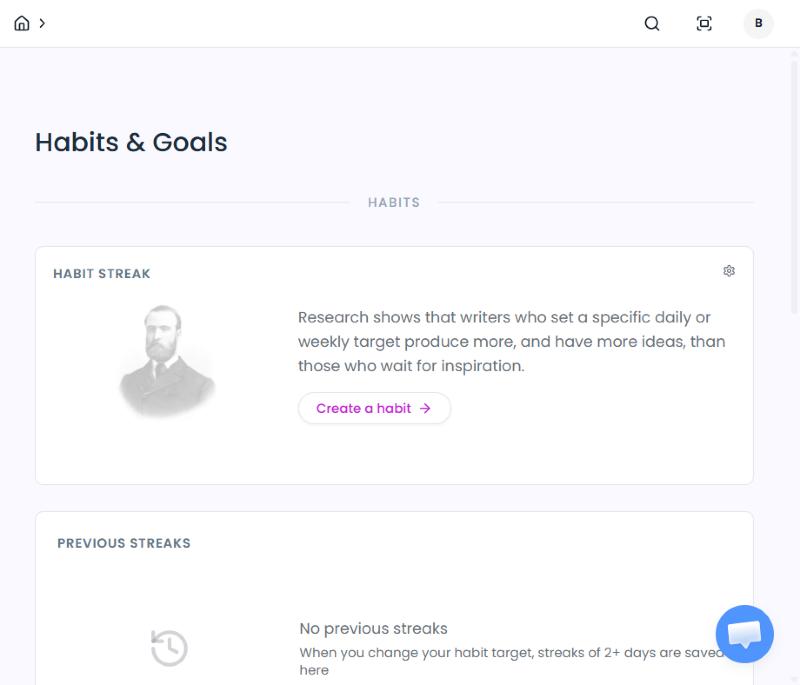 B
Habits & Goals
HABITS
HABIT STREAK
Research shows that writers who set a specific daily or
weekly target produce more, and have more ideas, than
those who wait for inspiration.
Create a habit
PREVIOUS STREAKS
No previous streaks
When you change your habit target, streaks of 2+ days are saved
here